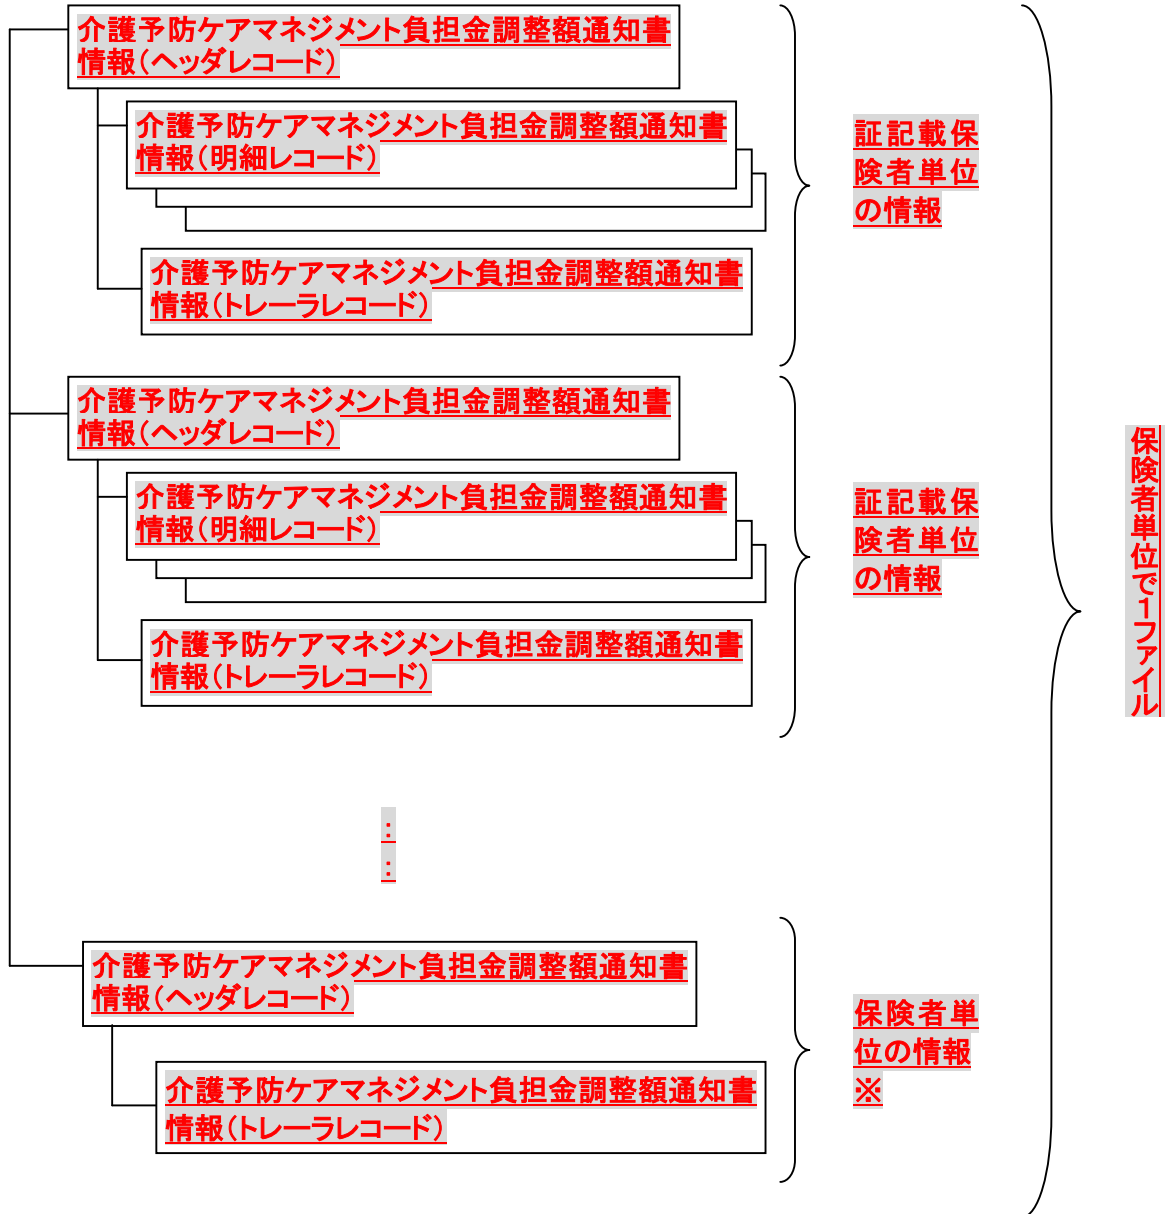 介護予防ケアマネジメント負担金調整額通知書
情報（ヘッダレコード）
介護予防ケアマネジメント負担金調整額通知書
情報（明細レコード）
介護予防ケアマネジメント負担金調整額通知書
情報（トレーラレコード）
証記載保
険者単位
の情報
介護予防ケアマネジメント負担金調整額通知書
情報（ヘッダレコード）
介護予防ケアマネジメント負担金調整額通知書
情報（明細レコード）
介護予防ケアマネジメント負担金調整額通知書
情報（トレーラレコード）
証記載保
険者単位
の情報
：
：
介護予防ケアマネジメント負担金調整額通知書
情報（ヘッダレコード）
介護予防ケアマネジメント負担金調整額通知書
情報（トレーラレコード）
保険者単
位の情報
※
保険者単位で１ファイル